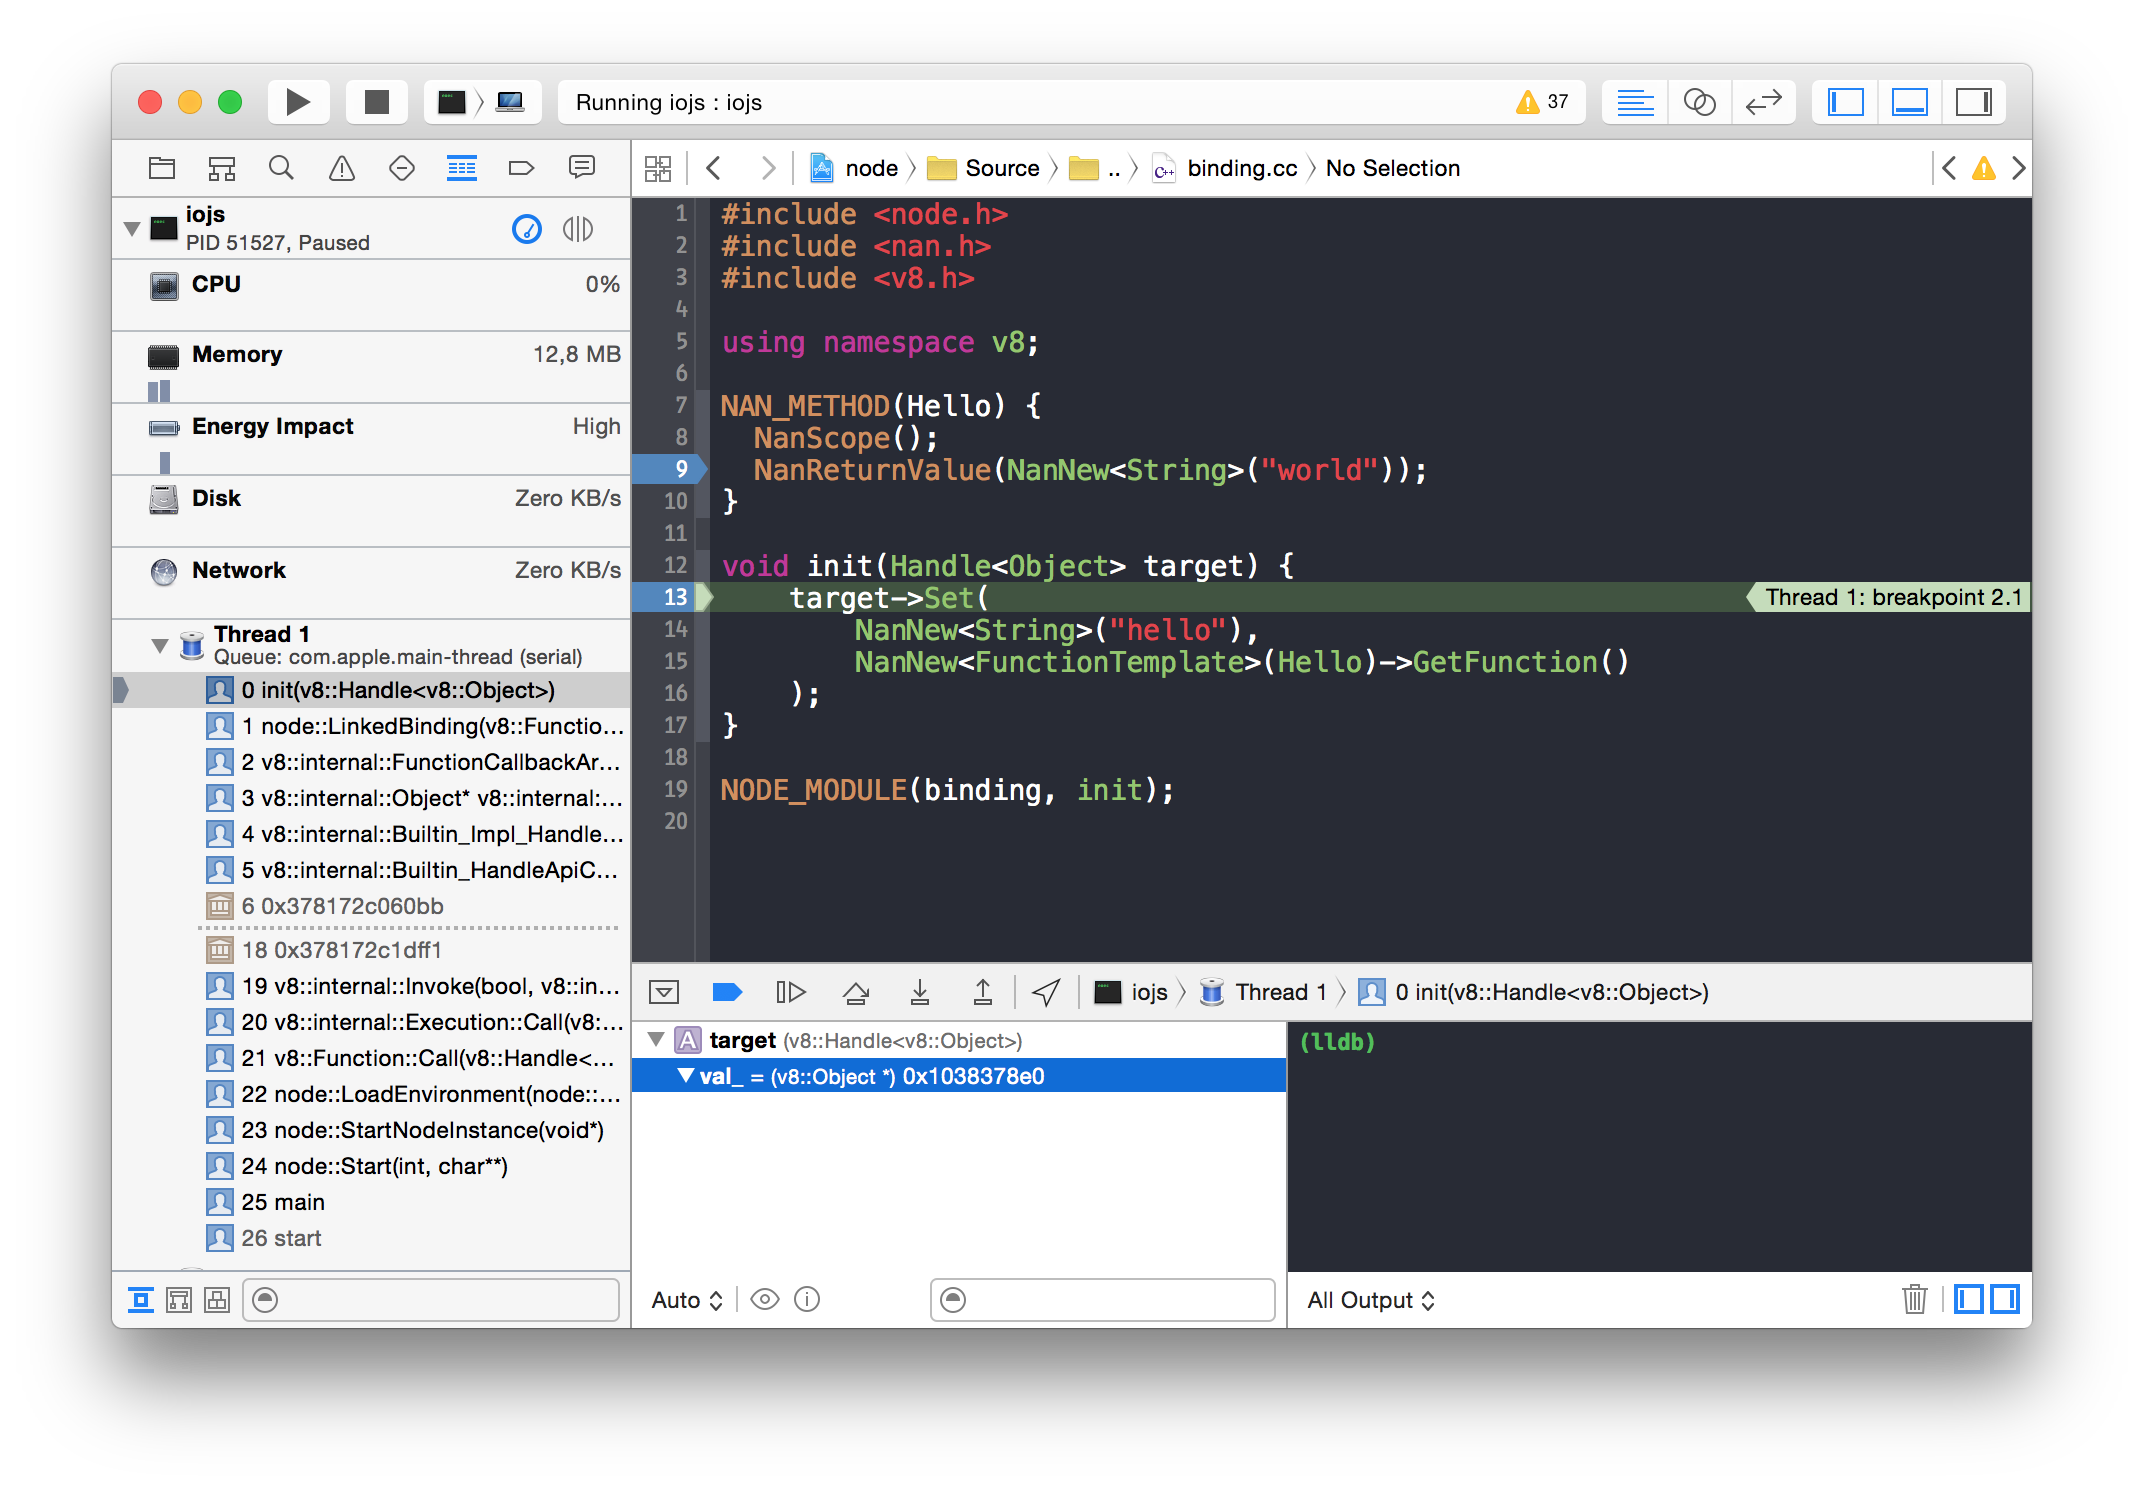 Running iojs : iojs
37
node
Source
..
binding.cc
No Selection
iojs
PID 51527, Paused
CPU 0%
Memory 12,8 MB
Energy Impact High
Disk Zero KB/s
Network Zero KB/s
Thread 1
Queue: com.apple.main-thread (serial)
0 init(v8::Handle<v8::Object>)
1 node::LinkedBinding(v8::Functio...
2 v8::internal::FunctionCallbackAr...
3 v8::internal::Object* v8::internal:...
4 v8::internal::Builtin_Impl_Handle...
5 v8::internal::Builtin_HandleApiC...
6 0x378172c060bb
18 0x378172c1dff1
19 v8::internal::Invoke(bool, v8::in...
20 v8::internal::Execution::Call(v8:...
21 v8::Function::Call(v8::Handle<...
22 node::LoadEnvironment(node::...
23 node::StartNodeInstance(void*)
24 node::Start(int, char**)
25 main
26 start
1 #include <node.h>
2 #include <nan.h>
3 #include <v8.h>
4
5 using namespace v8;
6
7 NAN_METHOD(Hello) {
8 NanScope();
9 NanReturnValue(NanNew<String>("world"));
10 }
11
12 void init(Handle<Object> target) {
13 target->Set( Thread 1: breakpoint 2.1
14 NanNew<String>("hello"),
15 NanNew<FunctionTemplate>(Hello)->GetFunction()
16 );
17 }
18
19 NODE_MODULE(binding, init);
20
iojs
Thread 1
0 init(v8::Handle<v8::Object>)
A target (v8::Handle<v8::Object>)
val_ = (v8::Object *) 0x1038378e0
(lldb)
Auto
All Output